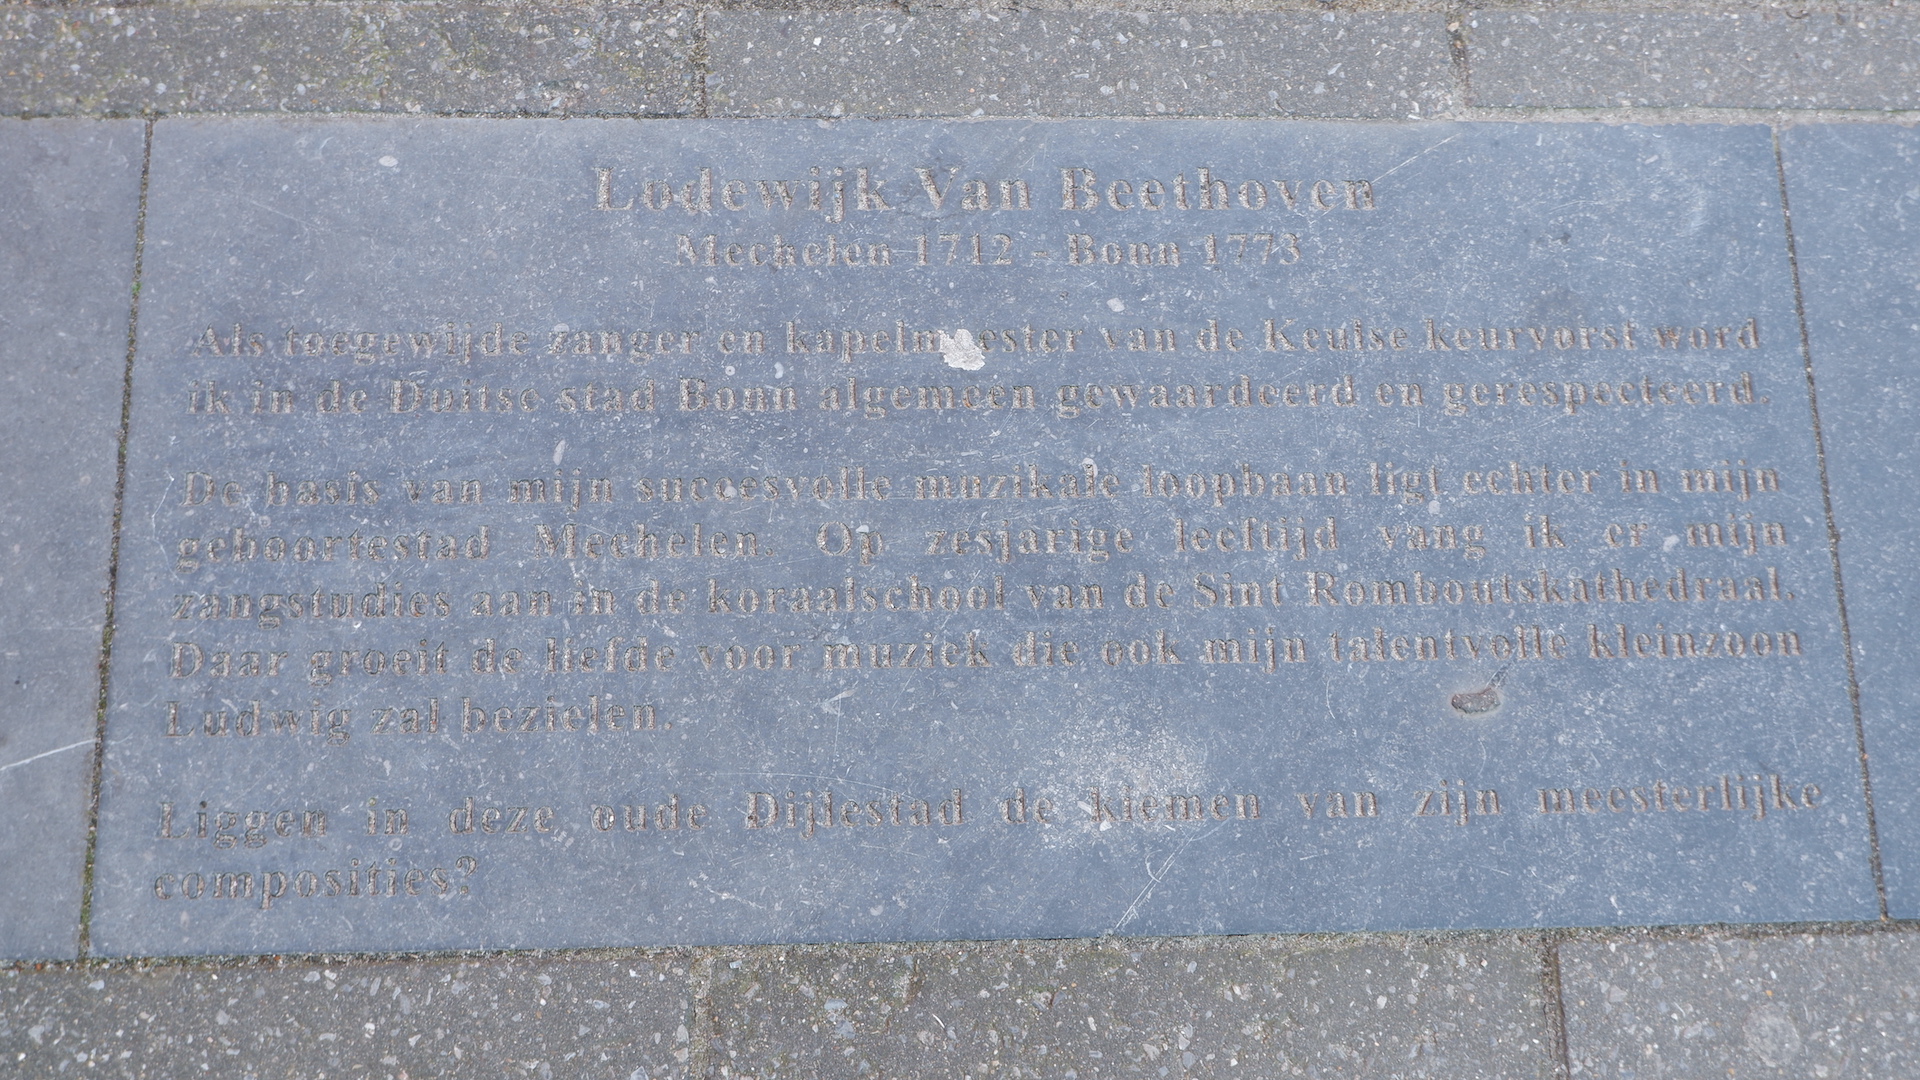 Lodewijk Van Beethoven
Mechelen 1712 - Bonn 1773
Als toegewijde zanger en kapelmeester van de Keulse keurvorst word
ik in de Duitse stad Bonn algemeen gewaardeerd en gerespecteerd.
De basis van mijn succesvolle muzikale loopbaan ligt echter in mijn
geboortestad Mechelen. Op zesjarige leeftijd vang ik er mijn
zangstudies aan in de koraalschool van de Sint Romboutskathedraal.
Daar groeit de liefde voor muziek die ook mijn talentvolle kleinzoon
Ludwig zal bezielen.
Liggen in deze oude Dijlestad de kiemen van zijn meesterlijke
composities?